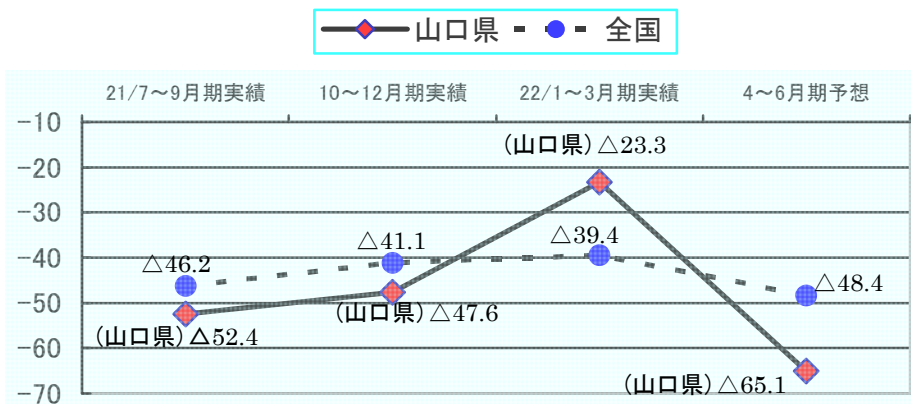 山口県 全国
21/7～9月期実績 10～12月期実績 22/1～3月期実績 4～6月期予想
-10
(山口県)△23.3
-20
-30
△46.2 △41.1 △39.4
-40
△48.4
-50
(山口県)△52.4 (山口県)△47.6
-60
(山口県)△65.1
-70